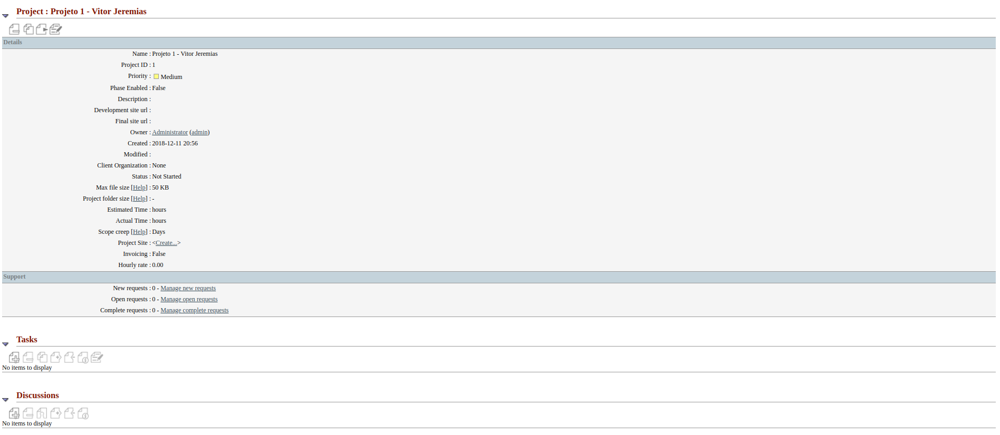 Project : Projeto 1 - Vitor Jeremias
Details
Name : Projeto 1 - Vitor Jeremias
Project ID : 1
Priority : Medium
Phase Enabled : False
Description :
Development site url :
Final site url :
Owner : Administrator (admin)
Created : 2018-12-11 20:56
Modified :
Client Organization : None
Status : Not Started
Max file size [Help] : 50 KB
Project folder size [Help] : -
Estimated Time : hours
Actual Time : hours
Scope creep [Help] : Days
Project Site : <Create...>
Invoicing : False
Hourly rate : 0.00
Support
New requests : 0 - Manage new requests
Open requests : 0 - Manage open requests
Complete requests : 0 - Manage complete requests
Tasks
No items to display
Discussions
No items to display